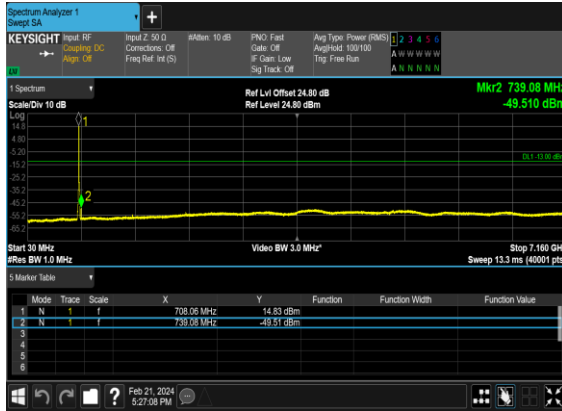 Spectrum Analyzer 1
Swept SA
+
KEYSIGHT Input: RF Input Z: 50 Ω #Atten: 10 dB PNO: Fast Avg Type: Power (RMS) 1 2 3 4 5 6
Coupling: DC Corrections: Off Gate: Off Avg|Hold: 100/100 A W W W W W
Align: Off Freq Ref: Int (S) IF Gain: Low Trig: Free Run
Sig Track: Off A N N N N N
LU
1 Spectrum Ref Lvl Offset 24.80 dB Mkr2 739.08 MHz
Scale/Div 10 dB Ref Level 24.80 dBm -49.510 dBm
Log
14.8
4.80
-5.20
-15.2
-25.2
-35.2
-45.2
-55.2
-65.2
1
2
DL1 -13.00 dBm
Start 30 MHz Video BW 3.0 MHz* Stop 7.160 GHz
#Res BW 1.0 MHz Sweep 13.3 ms (40001 pts)
5 Marker Table
Mode Trace Scale X Y Function Function Width Function Value
1 N 1 f 708.06 MHz 14.83 dBm
2 N 1 f 739.08 MHz -49.51 dBm
3
4
5
6
? Feb 21, 2024
5:27:08 PM